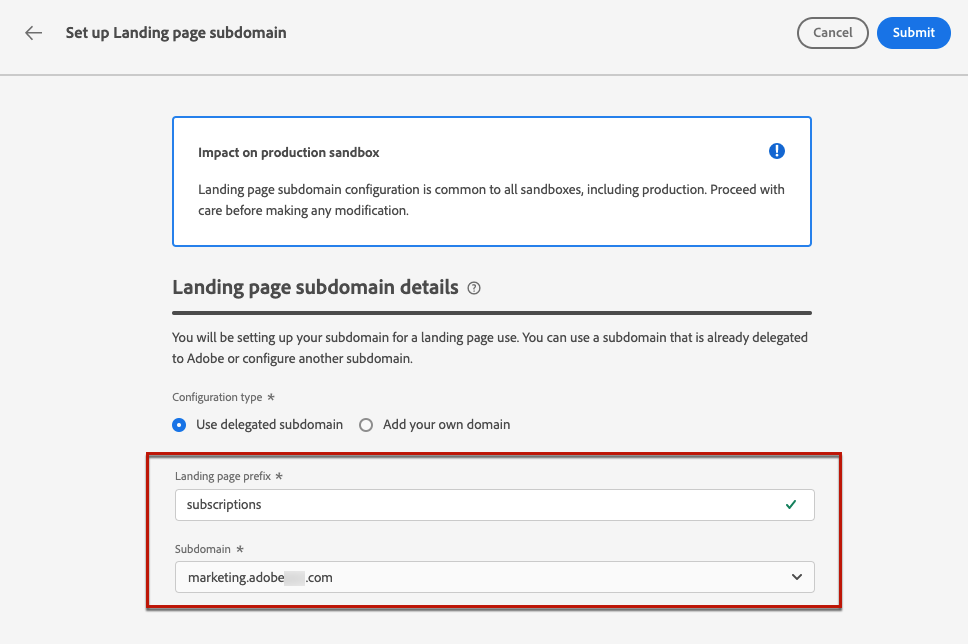 Set up Landing page subdomain
Cancel
Submit
Impact on production sandbox
Landing page subdomain configuration is common to all sandboxes, including production. Proceed with
care before making any modification.
Landing page subdomain details
You will be setting up your subdomain for a landing page use. You can use a subdomain that is already delegated
to Adobe or configure another subdomain.
Configuration type *
Use delegated subdomain
Add your own domain
Landing page prefix *
subscriptions
Subdomain *
marketing.adobe .com